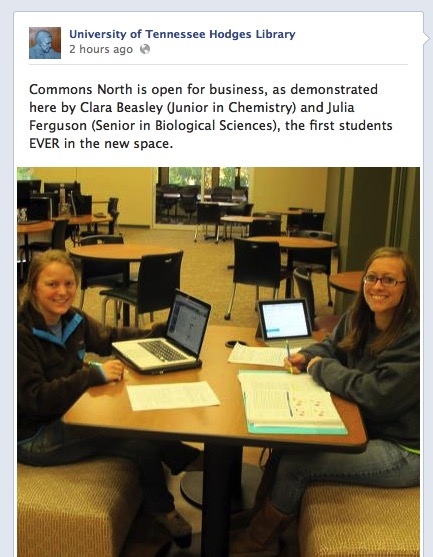 University of Tennessee Hodges Library
2 hours ago
Commons North is open for business, as demonstrated
here by Clara Beasley (Junior in Chemistry) and Julia
Ferguson (Senior in Biological Sciences), the first students
EVER in the new space.